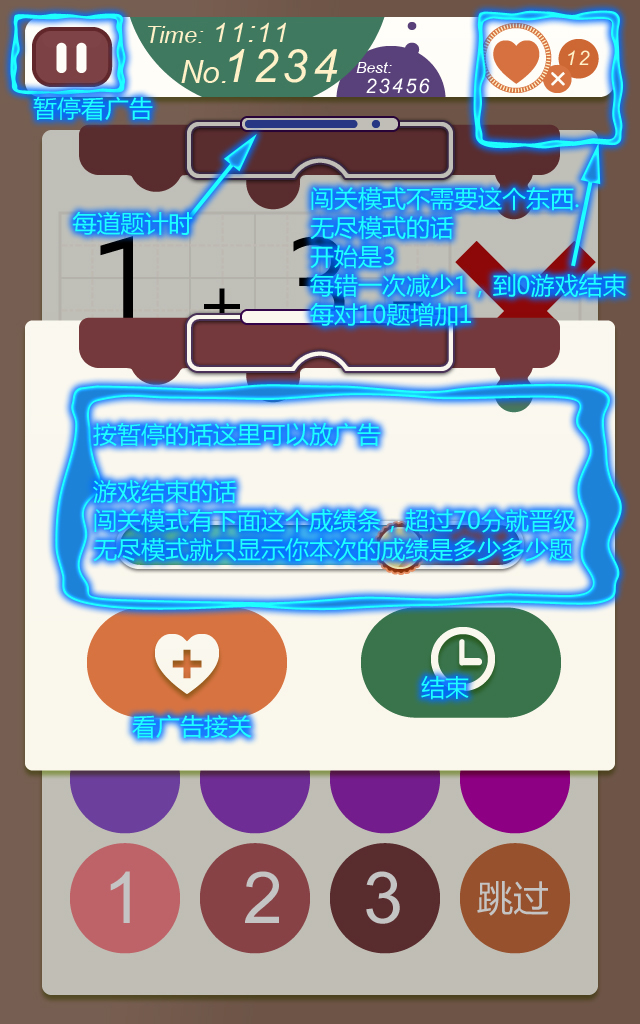 Time: 11:11
No.1234
Best:
23456
12
暂停看广告
每道题计时
闯关模式不需要这个东西.
无尽模式的话
开始是3
每错一次减少1，到0游戏结束
每对10题增加1
1 + 3
按暂停的话这里可以放广告
游戏结束的话
闯关模式有下面这个成绩条，超过70分就晋级
无尽模式就只显示你本次的成绩是多少多少题
看广告接关
结束
1 2 3 跳过